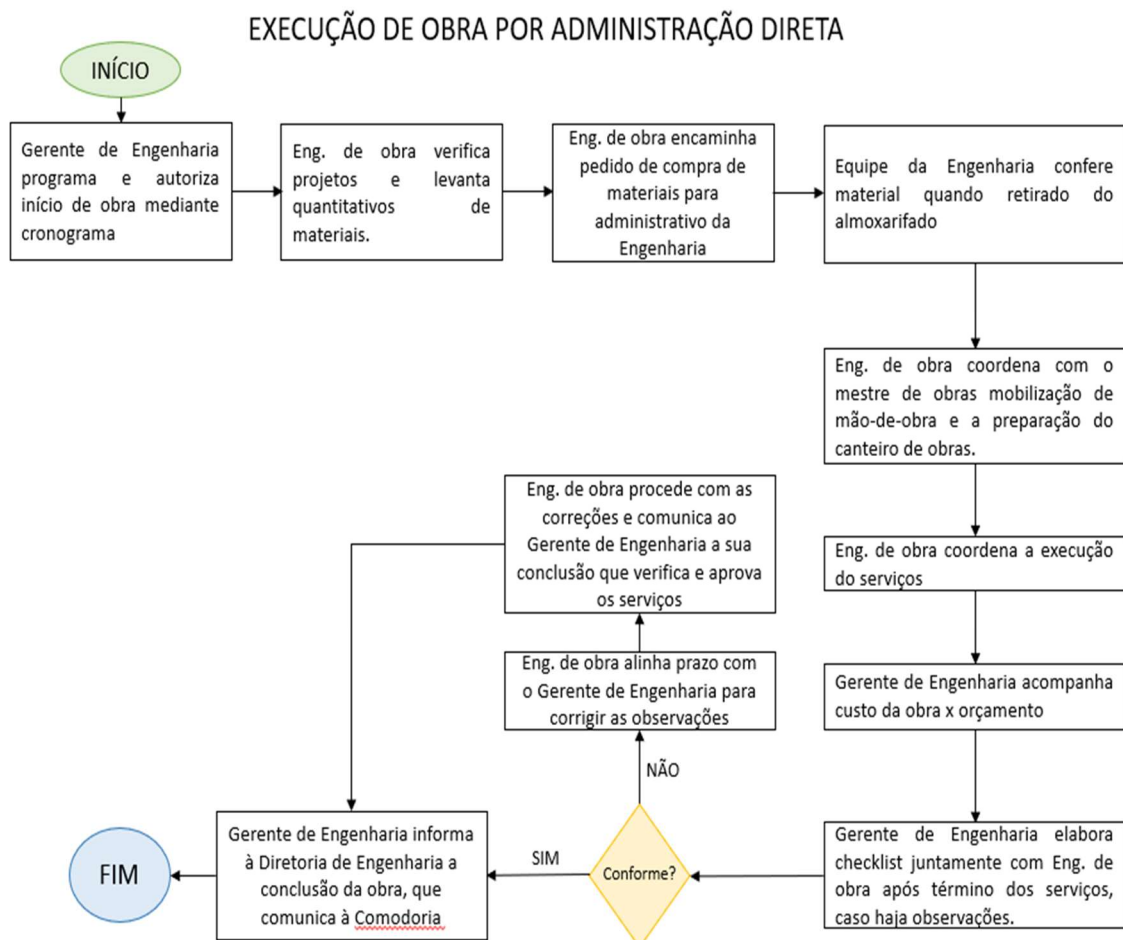 EXECUÇÃO DE OBRA POR ADMINISTRAÇÃO DIRETA
INÍCIO
Gerente de Engenharia
programa e autoriza
início de obra mediante
cronograma
Eng. de obra verifica
projetos e levanta
quantitativos de
materiais.
Eng. de obra encaminha
pedido de compra de
materiais para
administrativo da
Engenharia
Equipe da Engenharia confere
material quando retirado do
almoxarifado
Eng. de obra coordena com o
mestre de obras mobilização de
mão-de-obra e a preparação do
canteiro de obras.
Eng. de obra coordena a execução
do serviços
Gerente de Engenharia acompanha
custo da obra x orçamento
Gerente de Engenharia elabora
checklist juntamente com Eng. de
obra após término dos serviços,
caso haja observações.
Conforme?
NÃO
Eng. de obra alinha prazo com
o Gerente de Engenharia para
corrigir as observações
Eng. de obra procede com as
correções e comunica ao
Gerente de Engenharia a sua
conclusão que verifica e aprova
os serviços
SIM
Gerente de Engenharia informa
à Diretoria de Engenharia a
conclusão da obra, que
comunica à Comodoria
FIM